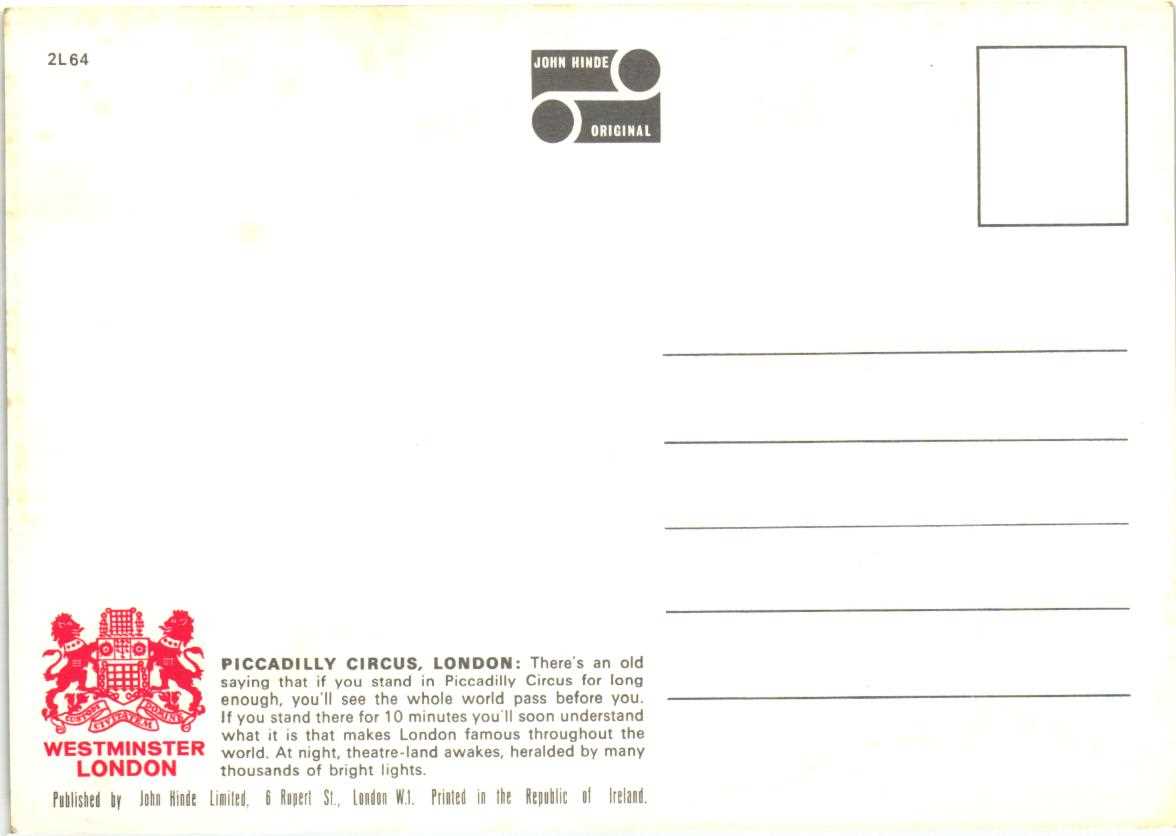 2L64
JOHN HINDE
ORIGINAL
PICCADILLY CIRCUS, LONDON: There's an old
saying that if you stand in Piccadilly Circus for long
enough, you'll see the whole world pass before you.
If you stand there for 10 minutes you'll soon understand
what it is that makes London famous throughout the
world. At night, theatre-land awakes, heralded by many
thousands of bright lights.
CUSTODI CIVITATEM DOMINE
WESTMINSTER
LONDON
Published by John Hinde Limited, 6 Rupert St., London W.1. Printed in the Republic of Ireland.